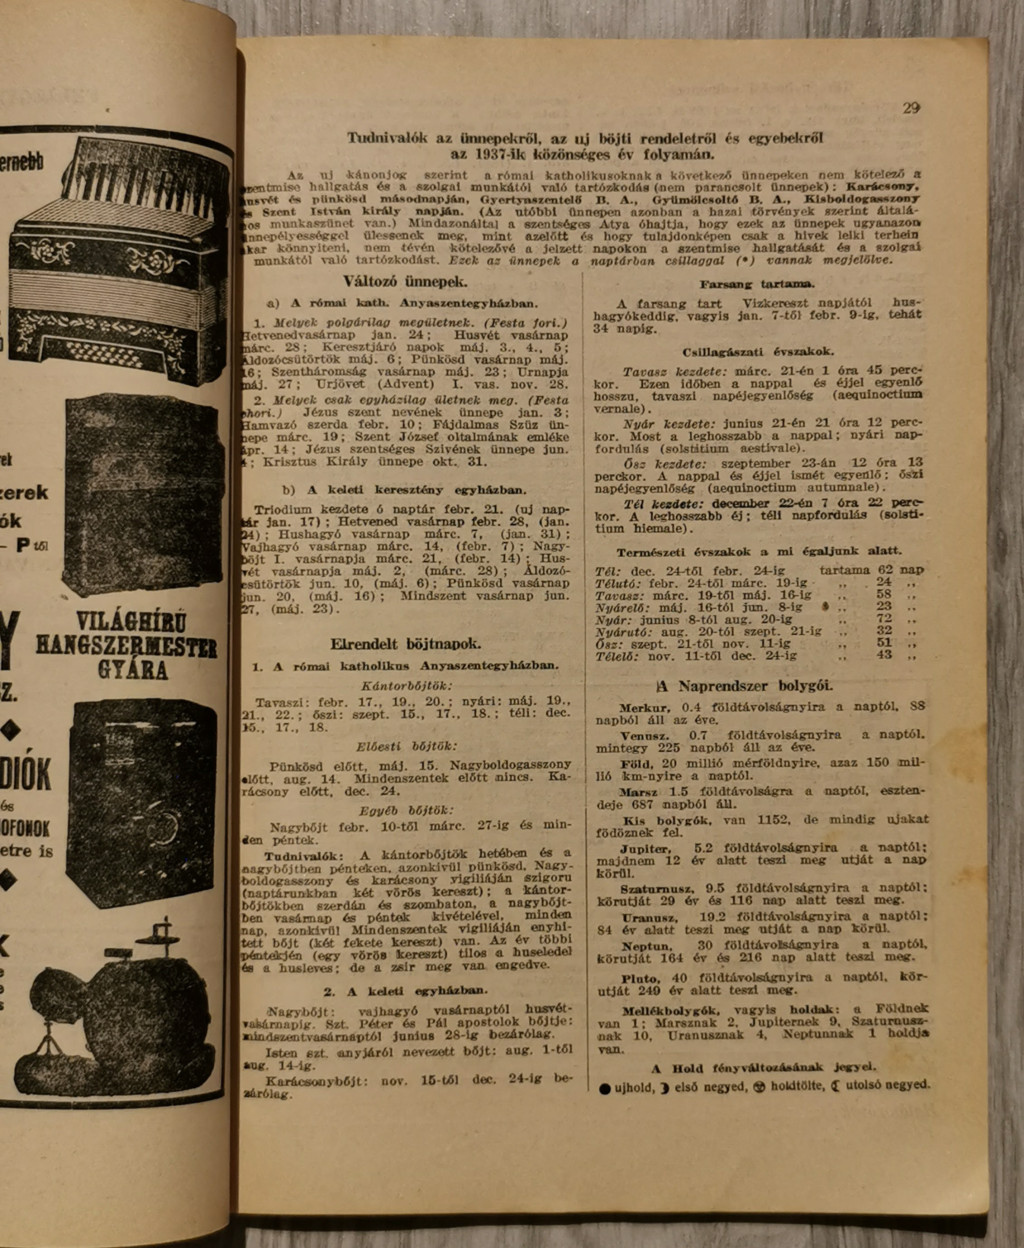 29
Tudnivalók az ünnepekről, az uj böjti rendeletről és egyebekről
az 1937-ik közönséges év folyamán.
Az uj kánonjog szerint a római katholikusoknak a következő ünnepeken nem kötelező a
entmise hallgatás és a szolgai munkától való tartózkodás (nem parancsolt ünnepek): Karácsony,
usvét és pünkösd másodnapján, Gyertyaszentelő B. A., Gyümölcsoltó B. A., Kisboldogasszony
s Szent István király napján. (Az utóbbi ünnepen azonban a hazai törvények szerint általá-
os munkaszünet van.) Mindazonáltal a szentséges Atya óhajtja, hogy ezek az ünnepek ugyanazon
nnepélyességgel ülessenek meg, mint azelőtt és hogy tulajdonképen csak a hivek lelki terhein
kar könnyiteni, nem tévén kötelezővé a jelzett napokon a szentmise hallgatását és a szolgai
munkától való tartózkodást. Ezek az ünnepek a naptárban csillaggal (*) vannak megjelölve.
Változó ünnepek.
a) A római kath. Anyaszentegyházban.
1. Melyek polgárilag megületnek. (Festa fori.)
Hetvenedvasárnap jan. 24; Husvét vasárnap
márc. 28; Keresztjáró napok máj. 3., 4., 5;
Áldozócsütörtök máj. 6; Pünkösd vasárnap máj.
16; Szentháromság vasárnap máj. 23; Urnapja
máj. 27; Urjövet (Advent) I. vas. nov. 28.
2. Melyek csak egyházilag ületnek meg. (Festa
chori.) Jézus szent nevének ünnepe jan. 3;
Hamvazó szerda febr. 10; Fájdalmas Szüz ün-
nepe márc. 19; Szent József oltalmának emléke
ápr. 14; Jézus szentséges Szivének ünnepe jun.
4; Krisztus Király ünnepe okt. 31.
b) A keleti keresztény egyházban.
Triodium kezdete ó naptár febr. 21. (uj nap-
tár jan. 17); Hetvened vasárnap febr. 28, (jan.
24); Hushagyó vasárnap márc. 7, (jan. 31);
Vajhagyó vasárnap márc. 14, (febr. 7); Nagy-
böjt I. vasárnapja márc. 21, (febr. 14); Hus-
vét vasárnapja máj. 2, (márc. 28); Áldozó-
csütörtök jun. 10, (máj. 6); Pünkösd vasárnap
jun. 20, (máj. 16); Mindszent vasárnap jun.
27, (máj. 23).
Elrendelt böjtnapok.
1. A római katholikus Anyaszentegyházban.
Kántorböjtök:
Tavaszi: febr. 17., 19., 20.; nyári: máj. 19.,
21., 22.; őszi: szept. 15., 17., 18.; téli: dec.
15., 17., 18.
Előesti böjtök:
Pünkösd előtt, máj. 15. Nagyboldogasszony
előtt, aug. 14. Mindenszentek előtt nincs. Ka-
rácsony előtt, dec. 24.
Egyéb böjtök:
Nagyböjt febr. 10-től márc. 27-ig és min-
den péntek.
Tudnivalók: A kántorböjtök hetében és a
nagyböjtben pénteken, azonkivül pünkösd, Nagy-
boldogasszony és karácsony vigiliáján szigoru
(naptárunkban két vörös kereszt); a kántor-
böjtökben szerdán és szombaton, a nagyböjt-
ben vasárnap és péntek kivételével, minden
nap, azonkivül Mindenszentek vigiliáján enyhi-
tett böjt (két fekete kereszt) van. Az év többi
péntekjén (egy vörös kereszt) tilos a huseledel
és a husleves; de a zsir meg van engedve.
2. A keleti egyházban.
Nagyböjt: vajhagyó vasárnaptól husvét-
vasárnapig. Szt. Péter és Pál apostolok böjtje:
mindszentvasárnaptól junius 28-ig bezárólag.
Isten szt. anyjáról nevezett böjt: aug. 1-től
aug. 14-ig.
Karácsonyböjt: nov. 15-től dec. 24-ig be-
zárólag.
Farsang tartama.
A farsang tart Vizkereszt napjától hus-
hagyókeddig, vagyis jan. 7-től febr. 9-ig, tehát
34 napig.
Csillagászati évszakok.
Tavasz kezdete: márc. 21-én 1 óra 45 perc-
kor. Ezen időben a nappal és éjjel egyenlő
hosszu, tavaszi napéjegyenlőség (aequinoctium
vernale).
Nyár kezdete: junius 21-én 21 óra 12 perc-
kor. Most a leghosszabb a nappal; nyári nap-
fordulás (solstitium aestivale).
Ősz kezdete: szeptember 23-án 12 óra 13
perckor. A nappal és éjjel ismét egyenlő; őszi
napéjegyenlőség (aequinoctium autumnale).
Tél kezdete: december 22-én 7 óra 22 perc-
kor. A leghosszabb éj; téli napfordulás (solsti-
tium hiemale).
Természeti évszakok a mi égaljunk alatt.
Tél: dec. 24-től febr. 24-ig tartama 62 nap
Télutó: febr. 24-től márc. 19-ig „ 24 „
Tavasz: márc. 19-től máj. 16-ig „ 58 „
Nyárelő: máj. 16-tól jun. 8-ig „ 23 „
Nyár: junius 8-tól aug. 20-ig „ 72 „
Nyárutó: aug. 20-tól szept. 21-ig „ 32 „
Ősz: szept. 21-től nov. 11-ig „ 51 „
Télelő: nov. 11-től dec. 24-ig „ 43 „
A Naprendszer bolygói.
Merkur, 0.4 földtávolságnyira a naptól, 88
napból áll az éve.
Venusz, 0.7 földtávolságnyira a naptól,
mintegy 225 napból áll az éve.
Föld, 20 millió mérföldnyire, azaz 150 mil-
lió km-nyire a naptól.
Marsz 1.5 földtávolságra a naptól, eszten-
deje 687 napból áll.
Kis bolygók, van 1152, de mindig ujakat
födöznek fel.
Jupiter, 5.2 földtávolságnyira a naptól;
majdnem 12 év alatt teszi meg utját a nap
körül.
Szaturnusz, 9.5 földtávolságnyira a naptól;
körutját 29 év és 116 nap alatt teszi meg.
Uranusz, 19.2 földtávolságnyira a naptól;
84 év alatt teszi meg utját a nap körül.
Neptun, 30 földtávolságnyira a naptól,
körutját 164 év és 216 nap alatt teszi meg.
Pluto, 40 földtávolságnyira a naptól, kör-
utját 249 év alatt teszi meg.
Mellékbolygók, vagyis holdak: a Földnek
van 1; Marsznak 2, Jupiternek 9, Szaturnusz-
nak 10, Uranusznak 4, Neptunnak 1 holdja
van.
A Hold fényváltozásának jegyei.
ujhold, első negyed, holdtölte, utolsó negyed.
ernebb
zerek
ók
– P től
VILÁGHÍRŰ
HANGSZERMESTER
GYÁRA
Y
Z.
DIÓK
és
OFONOK
etre is
K